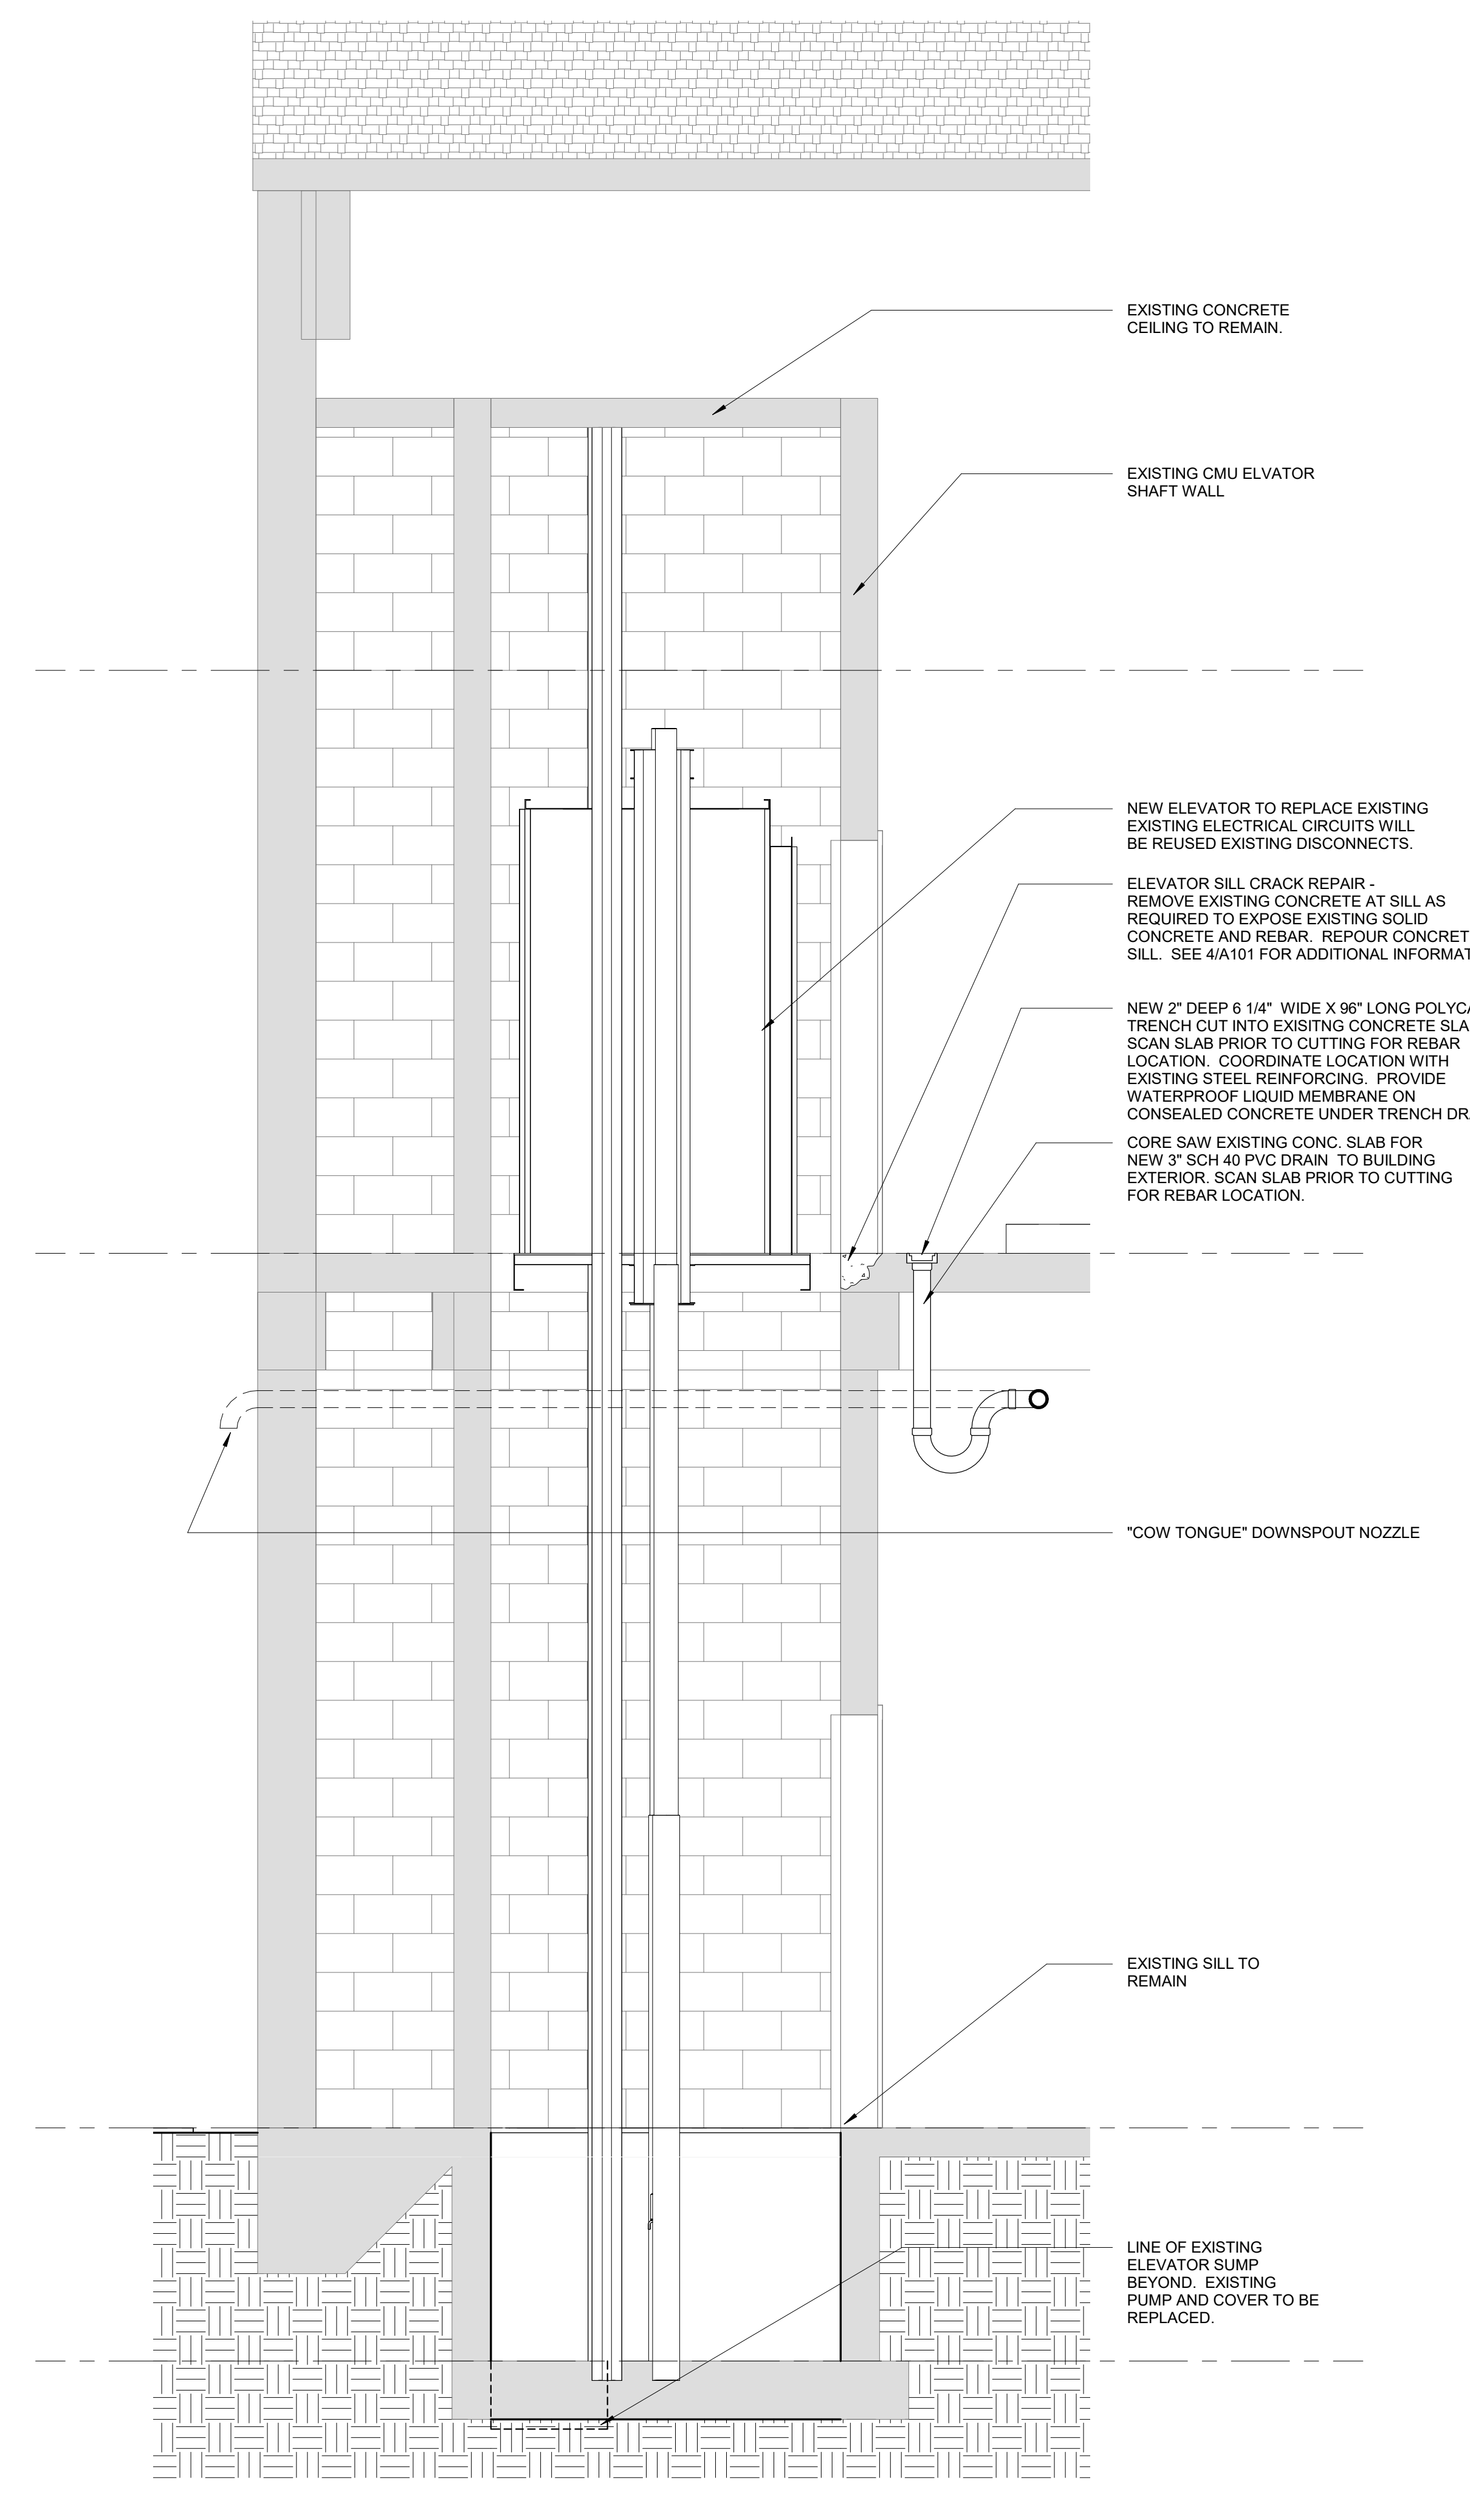 EXISTING CONCRETE
CEILING TO REMAIN.
EXISTING CMU ELVATOR
SHAFT WALL
NEW ELEVATOR TO REPLACE EXISTING
EXISTING ELECTRICAL CIRCUITS WILL
BE REUSED EXISTING DISCONNECTS.
ELEVATOR SILL CRACK REPAIR -
REMOVE EXISTING CONCRETE AT SILL AS
REQUIRED TO EXPOSE EXISTING SOLID
CONCRETE AND REBAR. REPOUR CONCRET
SILL. SEE 4/A101 FOR ADDITIONAL INFORMAT
NEW 2" DEEP 6 1/4" WIDE X 96" LONG POLYCA
TRENCH CUT INTO EXISITNG CONCRETE SLA
SCAN SLAB PRIOR TO CUTTING FOR REBAR
LOCATION. COORDINATE LOCATION WITH
EXISTING STEEL REINFORCING. PROVIDE
WATERPROOF LIQUID MEMBRANE ON
CONSEALED CONCRETE UNDER TRENCH DR
CORE SAW EXISTING CONC. SLAB FOR
NEW 3" SCH 40 PVC DRAIN TO BUILDING
EXTERIOR. SCAN SLAB PRIOR TO CUTTING
FOR REBAR LOCATION.
"COW TONGUE" DOWNSPOUT NOZZLE
EXISTING SILL TO
REMAIN
LINE OF EXISTING
ELEVATOR SUMP
BEYOND. EXISTING
PUMP AND COVER TO BE
REPLACED.